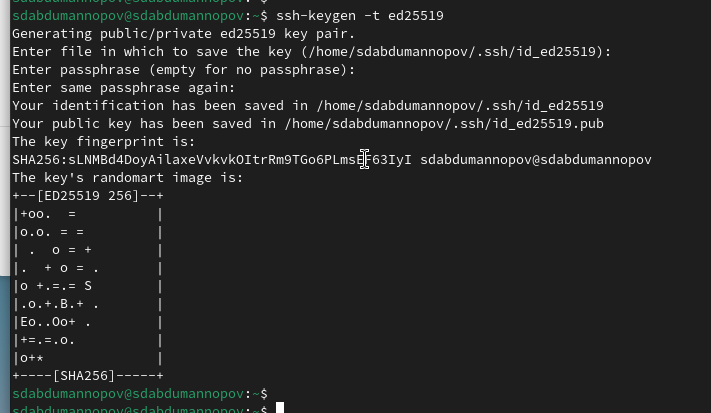 sdabdumannopov@sdabdumannopov:~$ ssh-keygen -t ed25519
Generating public/private ed25519 key pair.
Enter file in which to save the key (/home/sdabdumannopov/.ssh/id_ed25519):
Enter passphrase (empty for no passphrase):
Enter same passphrase again:
Your identification has been saved in /home/sdabdumannopov/.ssh/id_ed25519
Your public key has been saved in /home/sdabdumannopov/.ssh/id_ed25519.pub
The key fingerprint is:
sdabdumannopov@sdabdumannopov
The key's randomart image is:
+--[ED25519 256]--+
|+oo.  =          |
|o.o. = =         |
| .  o = +        |
|.  + o = .       |
|o +.=.= S        |
|.o.+.B.+ .       |
|Eo..Oo+ .        |
|+=.=.o.          |
|o+*              |
+----[SHA256]-----+
sdabdumannopov@sdabdumannopov:~$
sdabdumannopov@sdabdumannopov:~$